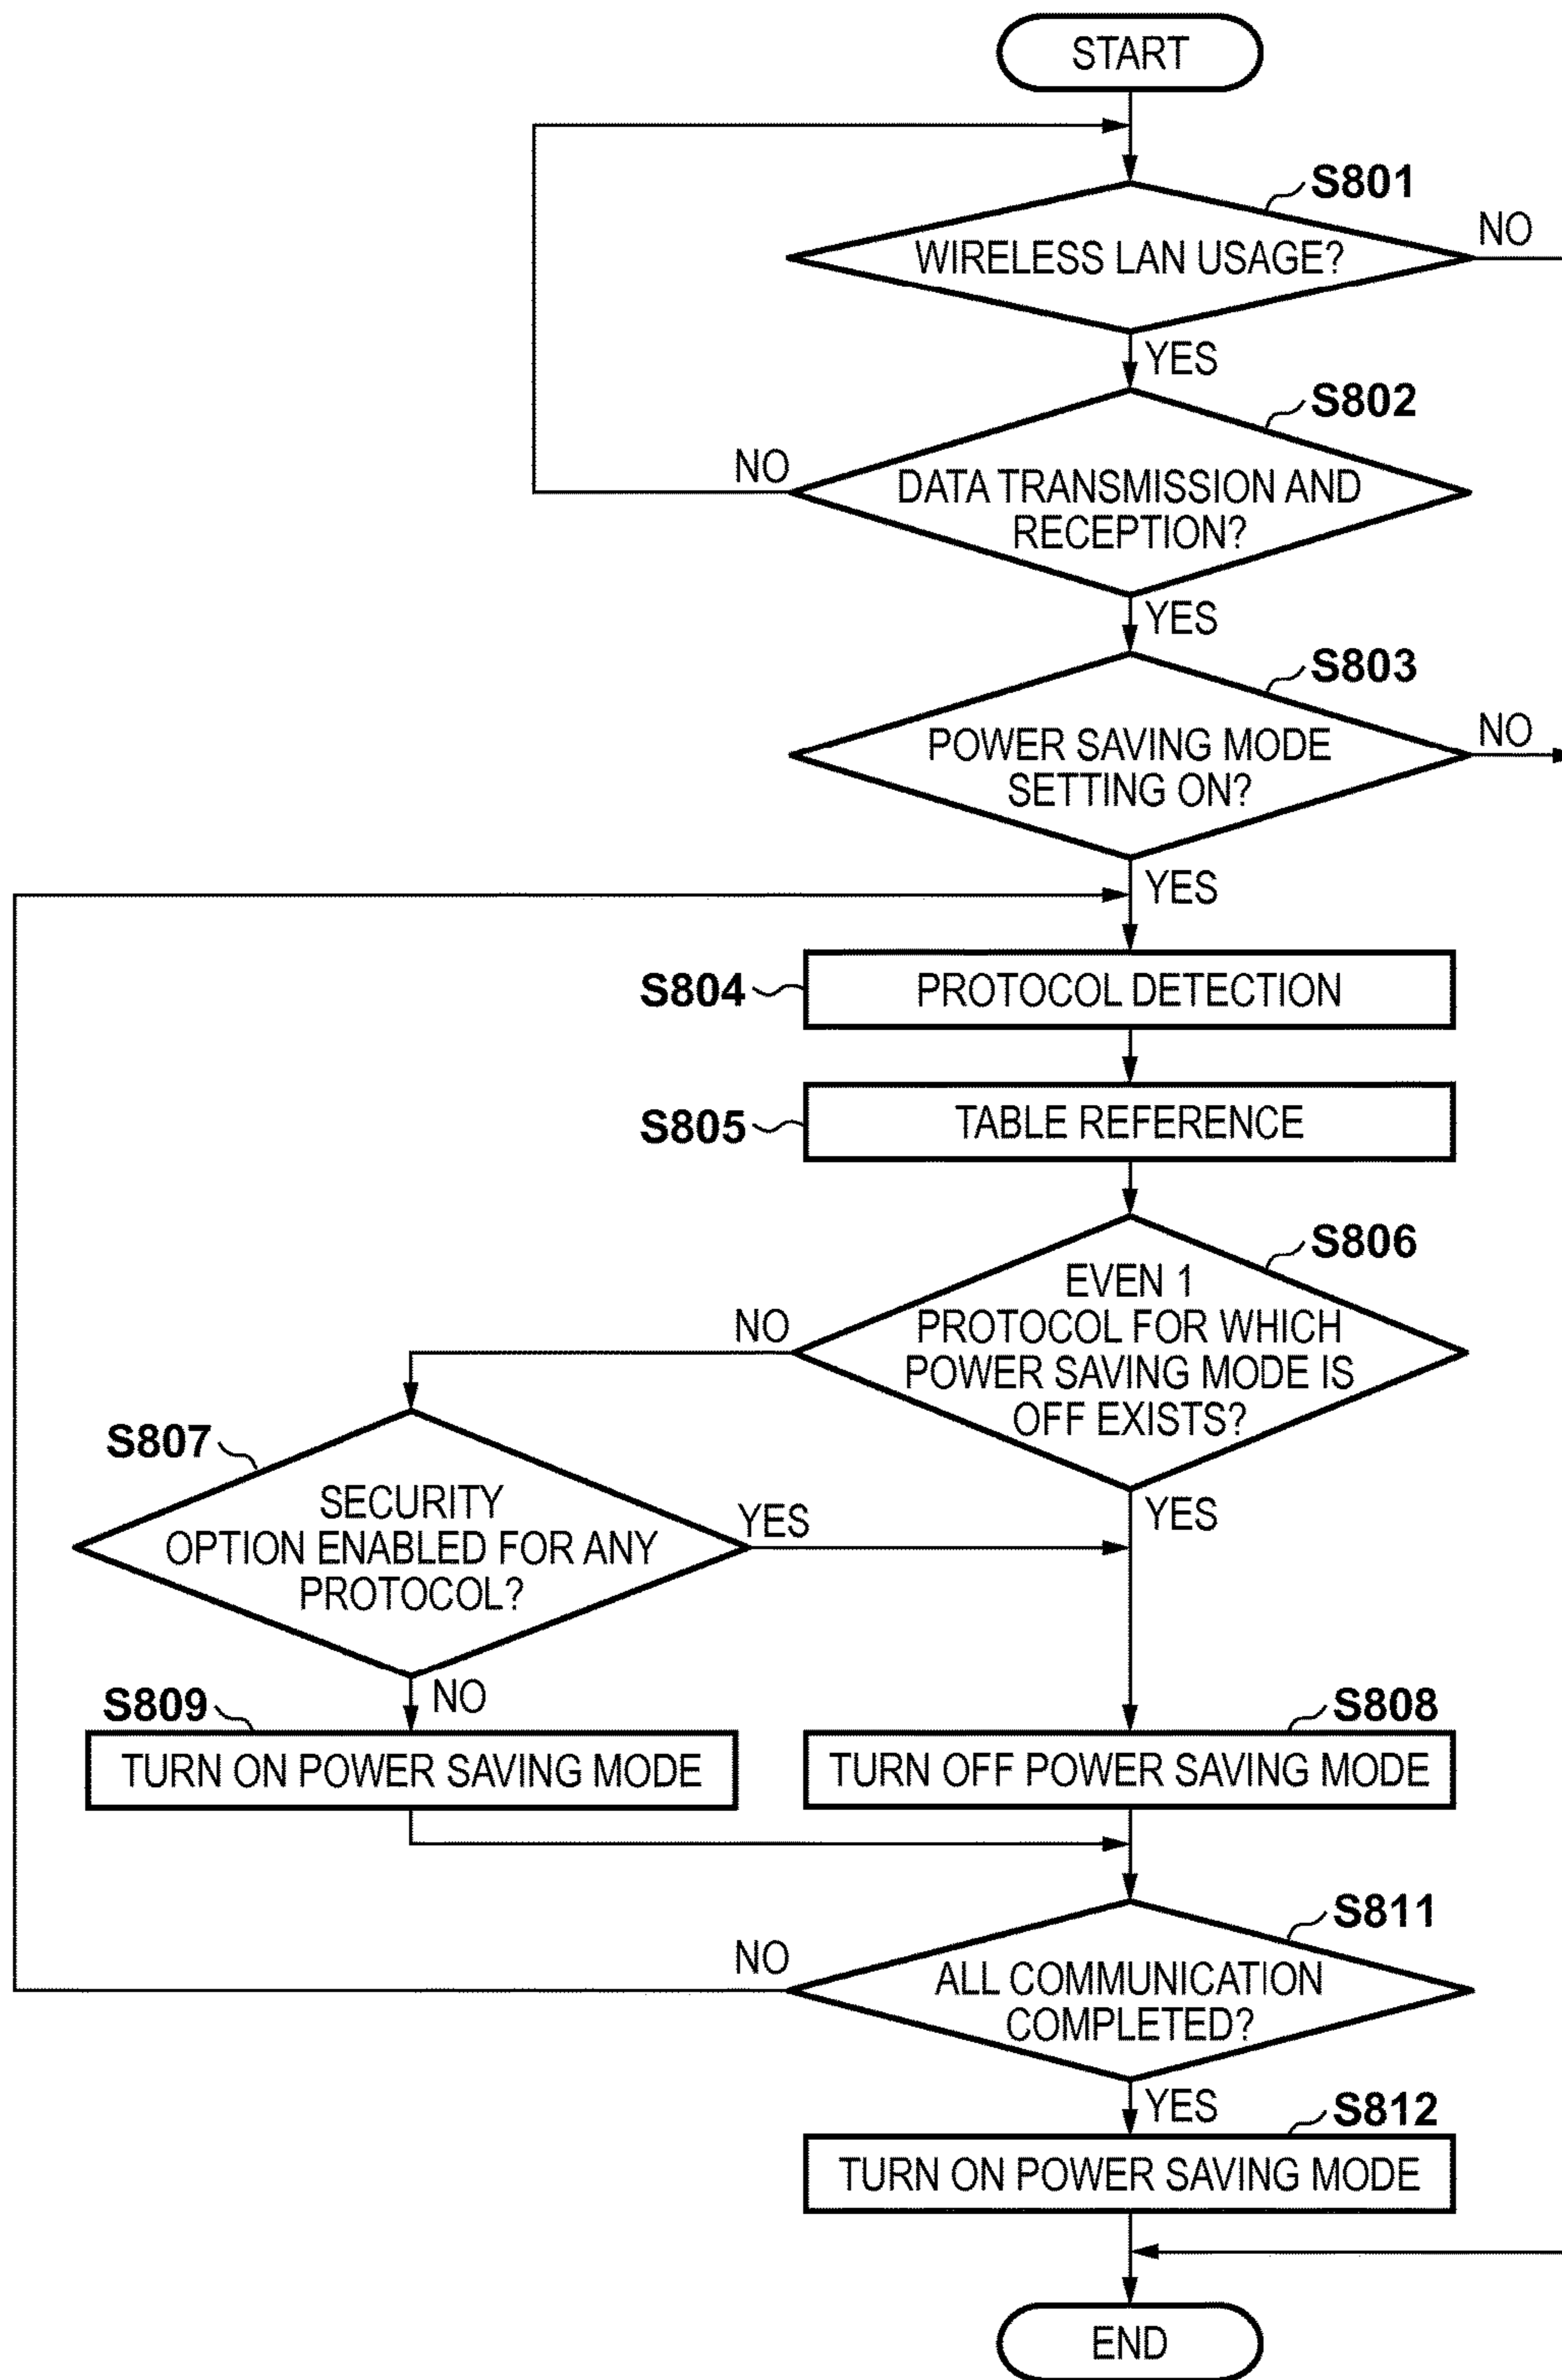 START
S801
NO
WIRELESS LAN USAGE?
YES
S802
NO
DATA TRANSMISSION AND
RECEPTION?
YES
S803
NO
POWER SAVING MODE
SETTING ON?
YES
S804
PROTOCOL DETECTION
S805
TABLE REFERENCE
S806
NO
EVEN 1
PROTOCOL FOR WHICH
POWER SAVING MODE IS
OFF EXISTS?
YES
S807
SECURITY
OPTION ENABLED FOR ANY
PROTOCOL?
YES
NO
S809
TURN ON POWER SAVING MODE
S808
TURN OFF POWER SAVING MODE
S811
NO
ALL COMMUNICATION
COMPLETED?
YES
S812
TURN ON POWER SAVING MODE
END